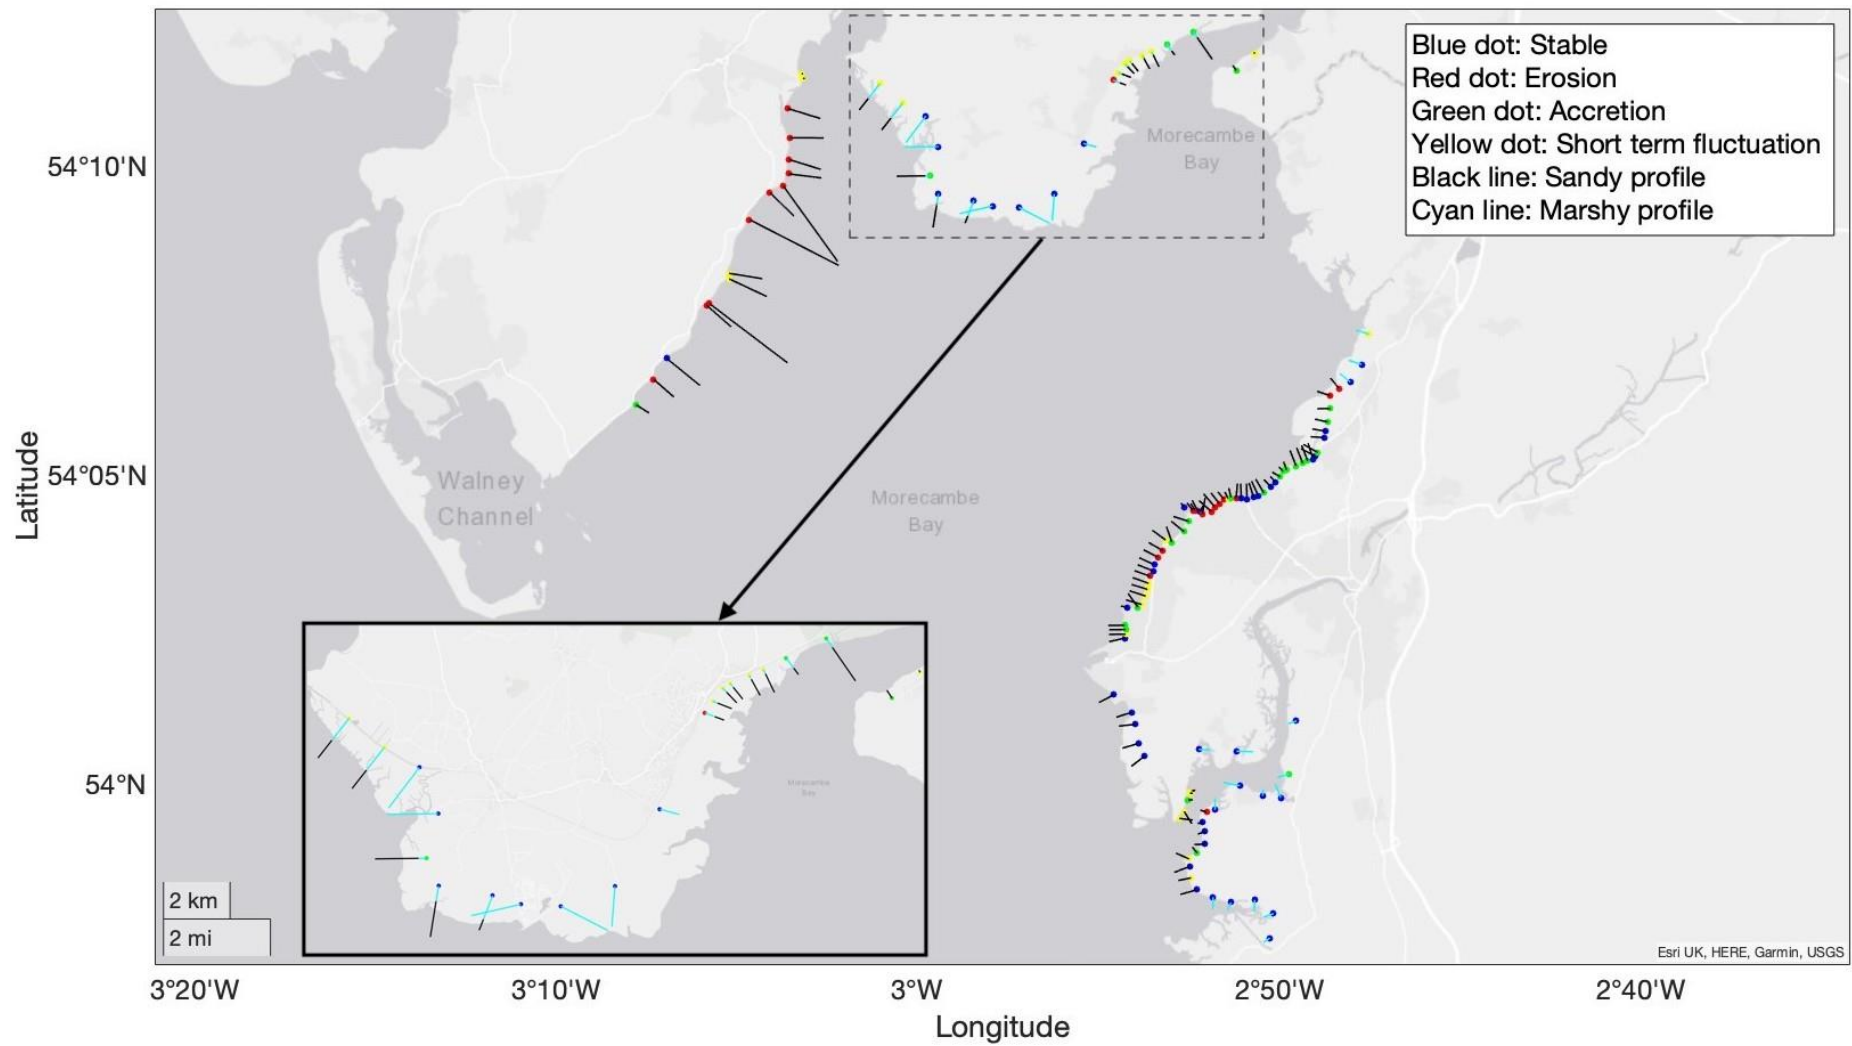 Blue dot: Stable
Red dot: Erosion
Green dot: Accretion
Yellow dot: Short term fluctuation
Black line: Sandy profile
Cyan line: Marshy profile
Morecambe
Bay
54°10'N
Latitude
54°05'N
Walney
Channel
Morecambe
Bay
54°N
Morecambe
Bay
2 km
2 mi
Esri UK, HERE, Garmin, USGS
3°20'W
3°10'W
3°W
2°50'W
2°40'W
Longitude